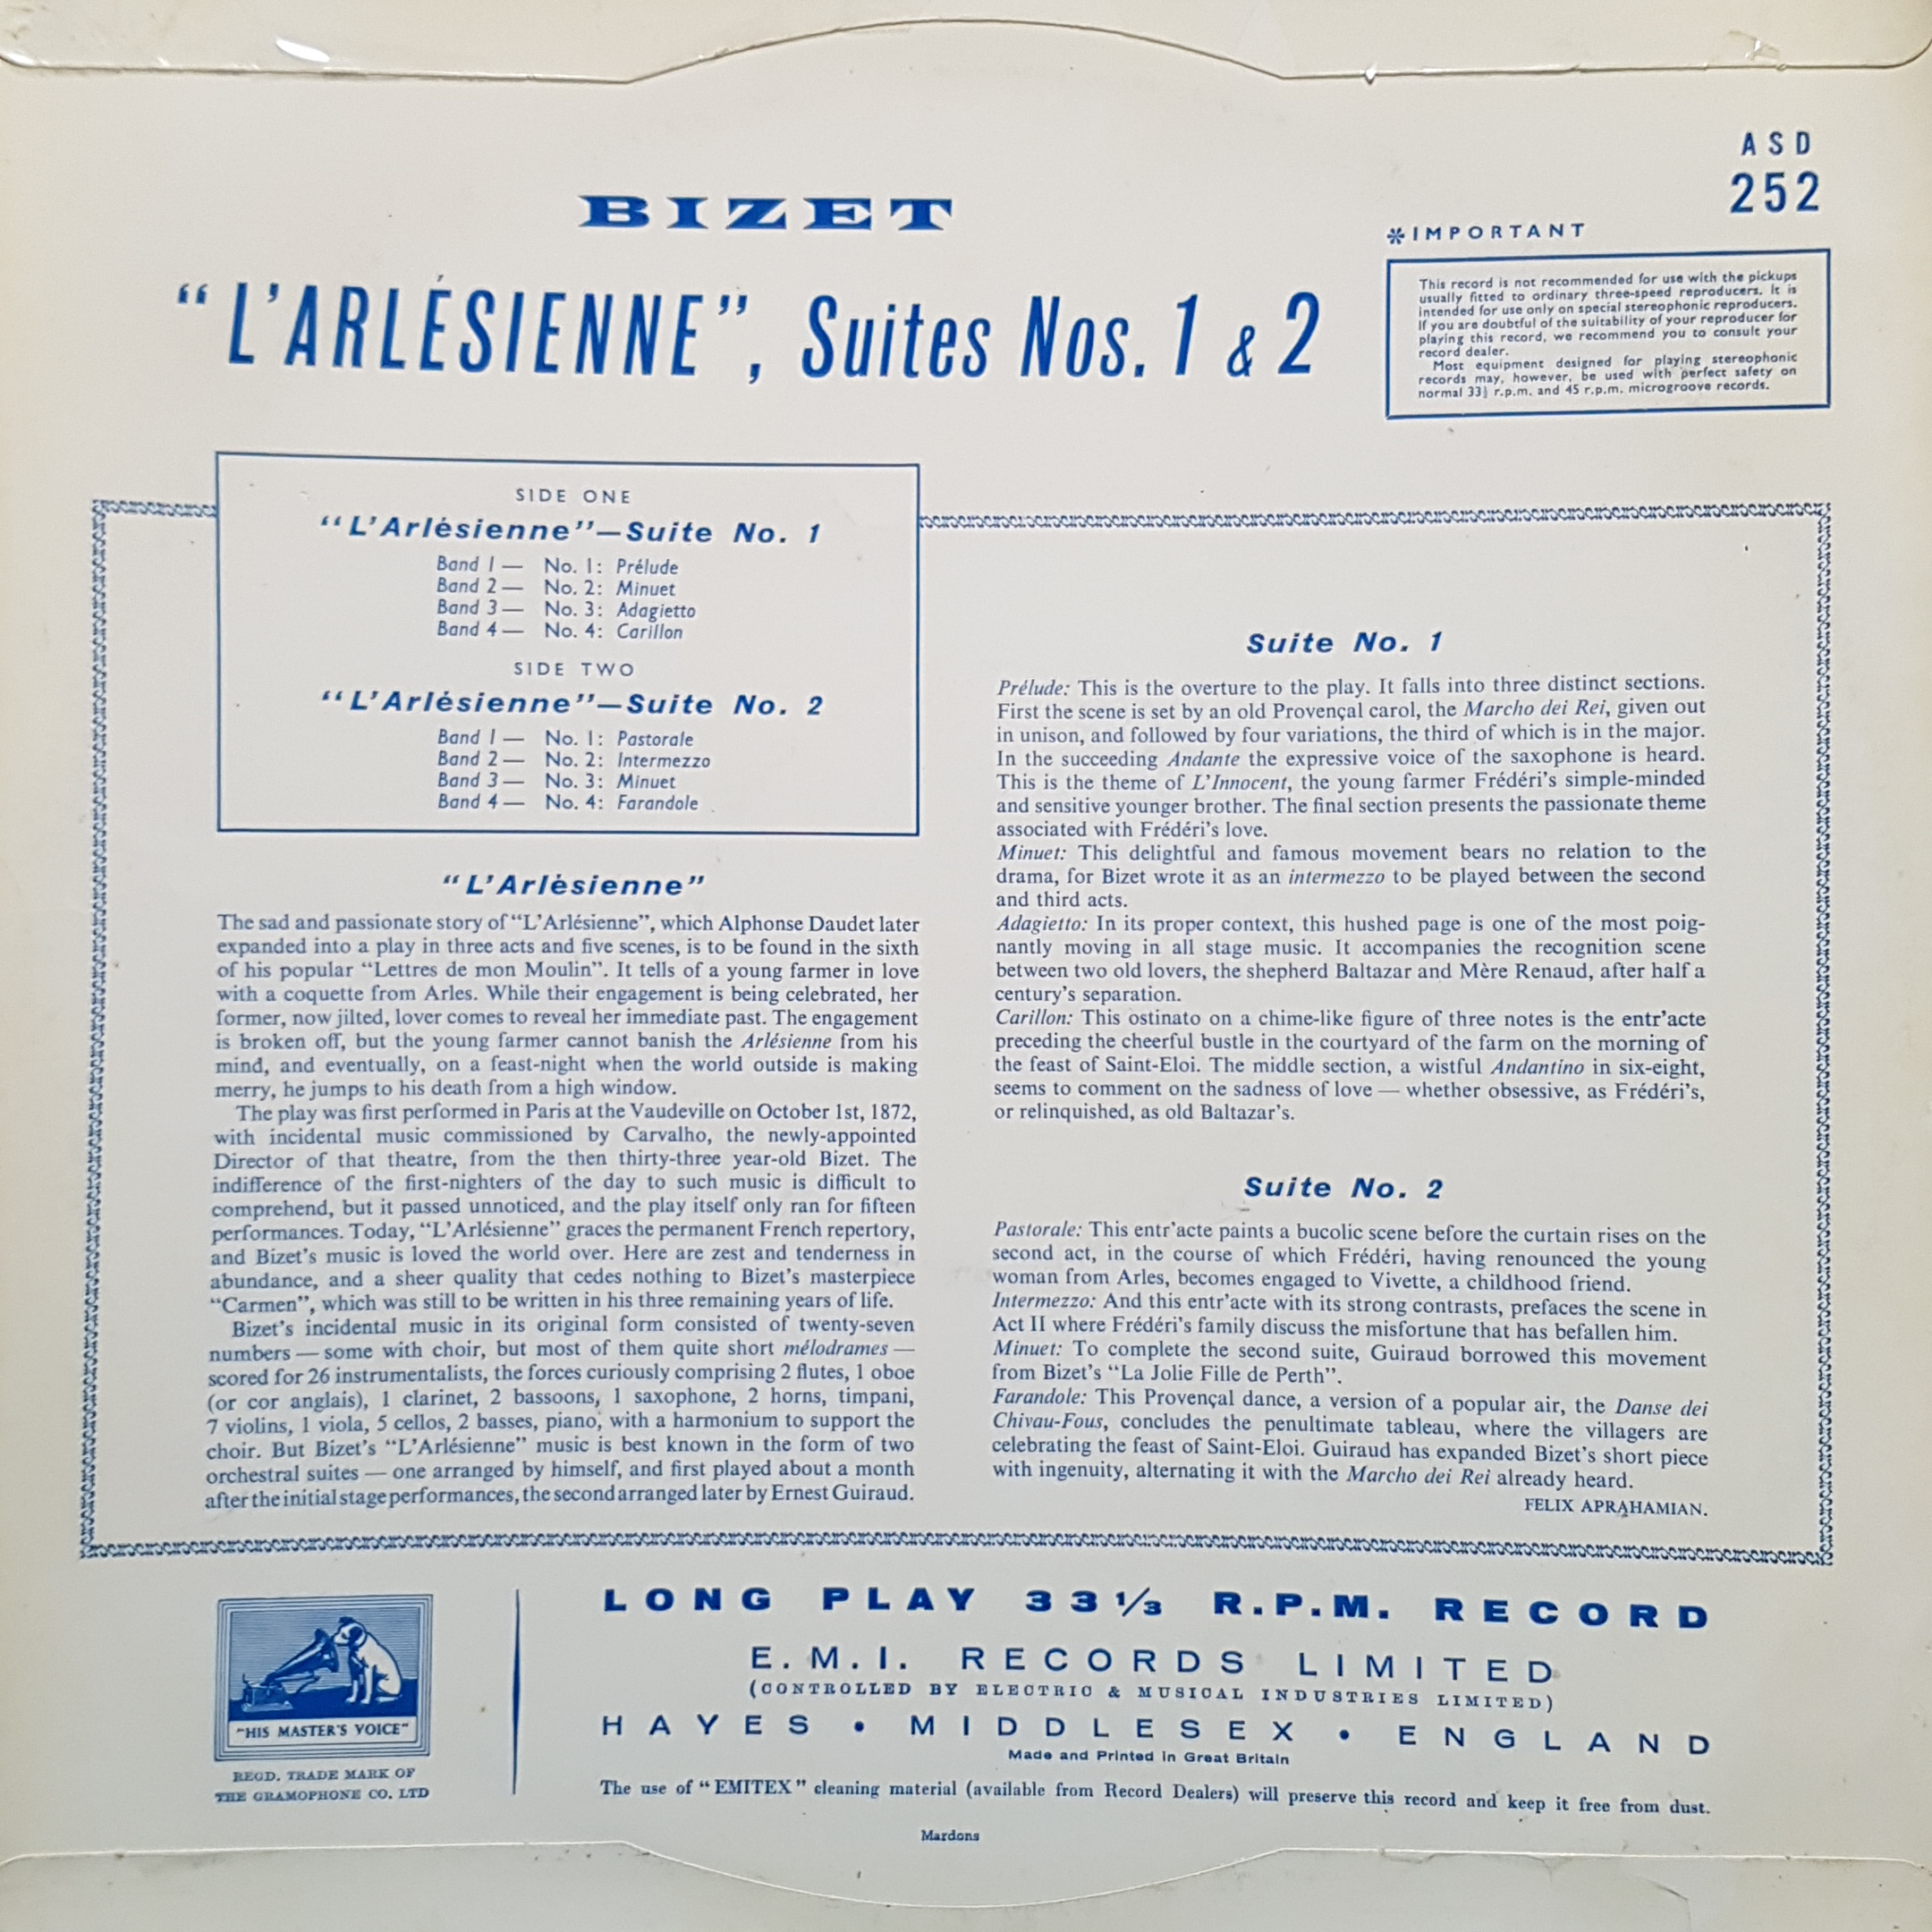 ASD
252
BIZET
“L’ARLÉSIENNE”, Suites Nos. 1 & 2
✻IMPORTANT
This record is not recommended for use with the pickups
usually fitted to ordinary three-speed reproducers. It is
intended for use only on special stereophonic reproducers.
If you are doubtful of the suitability of your reproducer for
playing this record, we recommend you to consult your
record dealer.
Most equipment designed for playing stereophonic
records may, however, be used with perfect safety on
normal 33⅓ r.p.m. and 45 r.p.m. microgroove records.
SIDE ONE
“L’Arlésienne”—Suite No. 1
Band 1— No. 1: Prélude
Band 2— No. 2: Minuet
Band 3— No. 3: Adagietto
Band 4— No. 4: Carillon
SIDE TWO
“L’Arlésienne”—Suite No. 2
Band 1— No. 1: Pastorale
Band 2— No. 2: Intermezzo
Band 3— No. 3: Minuet
Band 4— No. 4: Farandole
“L’Arlésienne”
The sad and passionate story of “L’Arlésienne”, which Alphonse Daudet later
expanded into a play in three acts and five scenes, is to be found in the sixth
of his popular “Lettres de mon Moulin”. It tells of a young farmer in love
with a coquette from Arles. While their engagement is being celebrated, her
former, now jilted, lover comes to reveal her immediate past. The engagement
is broken off, but the young farmer cannot banish the Arlésienne from his
mind, and eventually, on a feast-night when the world outside is making
merry, he jumps to his death from a high window.
The play was first performed in Paris at the Vaudeville on October 1st, 1872,
with incidental music commissioned by Carvalho, the newly-appointed
Director of that theatre, from the then thirty-three year-old Bizet. The
indifference of the first-nighters of the day to such music is difficult to
comprehend, but it passed unnoticed, and the play itself only ran for fifteen
performances. Today, “L’Arlésienne” graces the permanent French repertory,
and Bizet’s music is loved the world over. Here are zest and tenderness in
abundance, and a sheer quality that cedes nothing to Bizet’s masterpiece
“Carmen”, which was still to be written in his three remaining years of life.
Bizet’s incidental music in its original form consisted of twenty-seven
numbers — some with choir, but most of them quite short mélodrames —
scored for 26 instrumentalists, the forces curiously comprising 2 flutes, 1 oboe
(or cor anglais), 1 clarinet, 2 bassoons, 1 saxophone, 2 horns, timpani,
7 violins, 1 viola, 5 cellos, 2 basses, piano, with a harmonium to support the
choir. But Bizet’s “L’Arlésienne” music is best known in the form of two
orchestral suites — one arranged by himself, and first played about a month
after the initial stage performances, the second arranged later by Ernest Guiraud.
Suite No. 1
Prélude: This is the overture to the play. It falls into three distinct sections.
First the scene is set by an old Provençal carol, the Marcho dei Rei, given out
in unison, and followed by four variations, the third of which is in the major.
In the succeeding Andante the expressive voice of the saxophone is heard.
This is the theme of L’Innocent, the young farmer Frédéri’s simple-minded
and sensitive younger brother. The final section presents the passionate theme
associated with Frédéri’s love.
Minuet: This delightful and famous movement bears no relation to the
drama, for Bizet wrote it as an intermezzo to be played between the second
and third acts.
Adagietto: In its proper context, this hushed page is one of the most poig-
nantly moving in all stage music. It accompanies the recognition scene
between two old lovers, the shepherd Baltazar and Mère Renaud, after half a
century’s separation.
Carillon: This ostinato on a chime-like figure of three notes is the entr’acte
preceding the cheerful bustle in the courtyard of the farm on the morning of
the feast of Saint-Eloi. The middle section, a wistful Andantino in six-eight,
seems to comment on the sadness of love — whether obsessive, as Frédéri’s,
or relinquished, as old Baltazar’s.
Suite No. 2
Pastorale: This entr’acte paints a bucolic scene before the curtain rises on the
second act, in the course of which Frédéri, having renounced the young
woman from Arles, becomes engaged to Vivette, a childhood friend.
Intermezzo: And this entr’acte with its strong contrasts, prefaces the scene in
Act II where Frédéri’s family discuss the misfortune that has befallen him.
Minuet: To complete the second suite, Guiraud borrowed this movement
from Bizet’s “La Jolie Fille de Perth”.
Farandole: This Provençal dance, a version of a popular air, the Danse dei
Chivau-Fous, concludes the penultimate tableau, where the villagers are
celebrating the feast of Saint-Eloi. Guiraud has expanded Bizet’s short piece
with ingenuity, alternating it with the Marcho dei Rei already heard.
FELIX APRAHAMIAN.
“HIS MASTER’S VOICE”
REGD. TRADE MARK OF
THE GRAMOPHONE CO. LTD
LONG PLAY 33⅓ R.P.M. RECORD
E.M.I. RECORDS LIMITED
(CONTROLLED BY ELECTRIC & MUSICAL INDUSTRIES LIMITED)
HAYES • MIDDLESEX • ENGLAND
Made and Printed in Great Britain
The use of “EMITEX” cleaning material (available from Record Dealers) will preserve this record and keep it free from dust.
Mardons